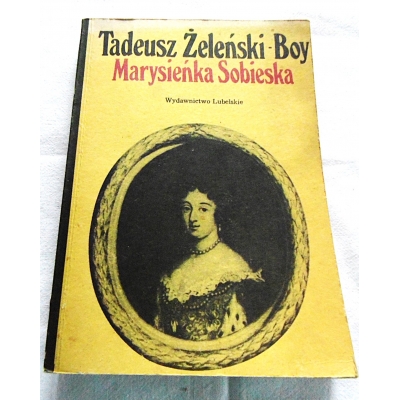 Tadeusz Żeleński-Boy
Marysieńka Sobieska
Wydawnictwo Lubelskie